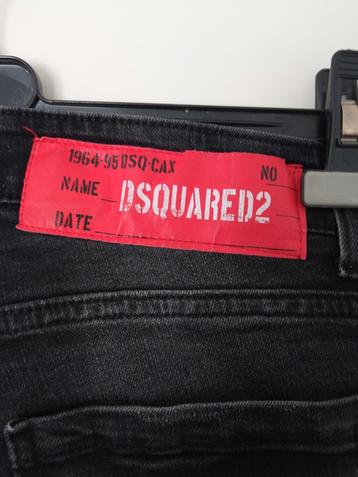 1964-95 DSQ-CAX NO
NAME DSQUARED2
DATE